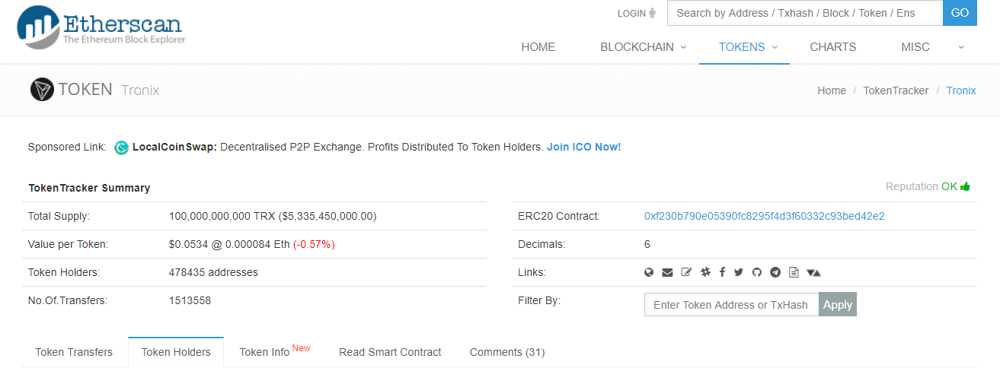 Etherscan
The Ethereum Block Explorer
LOGIN
Search by Address / Txhash / Block / Token / Ens
GO
HOME BLOCKCHAIN TOKENS CHARTS MISC
TOKEN Tronix
Home / TokenTracker / Tronix
Sponsored Link: LocalCoinSwap: Decentralised P2P Exchange. Profits Distributed To Token Holders. Join ICO Now!
TokenTracker Summary
Reputation OK
Total Supply: 100,000,000,000 TRX ($5,335,450,000.00)
Value per Token: $0.0534 @ 0.000084 Eth (-0.57%)
Token Holders: 478435 addresses
No.Of.Transfers: 1513558
ERC20 Contract: 0xf230b790e05390fc8295f4d3f60332c93bed42e2
Decimals: 6
Links:
Filter By: Enter Token Address or TxHash Apply
Token Transfers Token Holders Token Info New Read Smart Contract Comments (31)